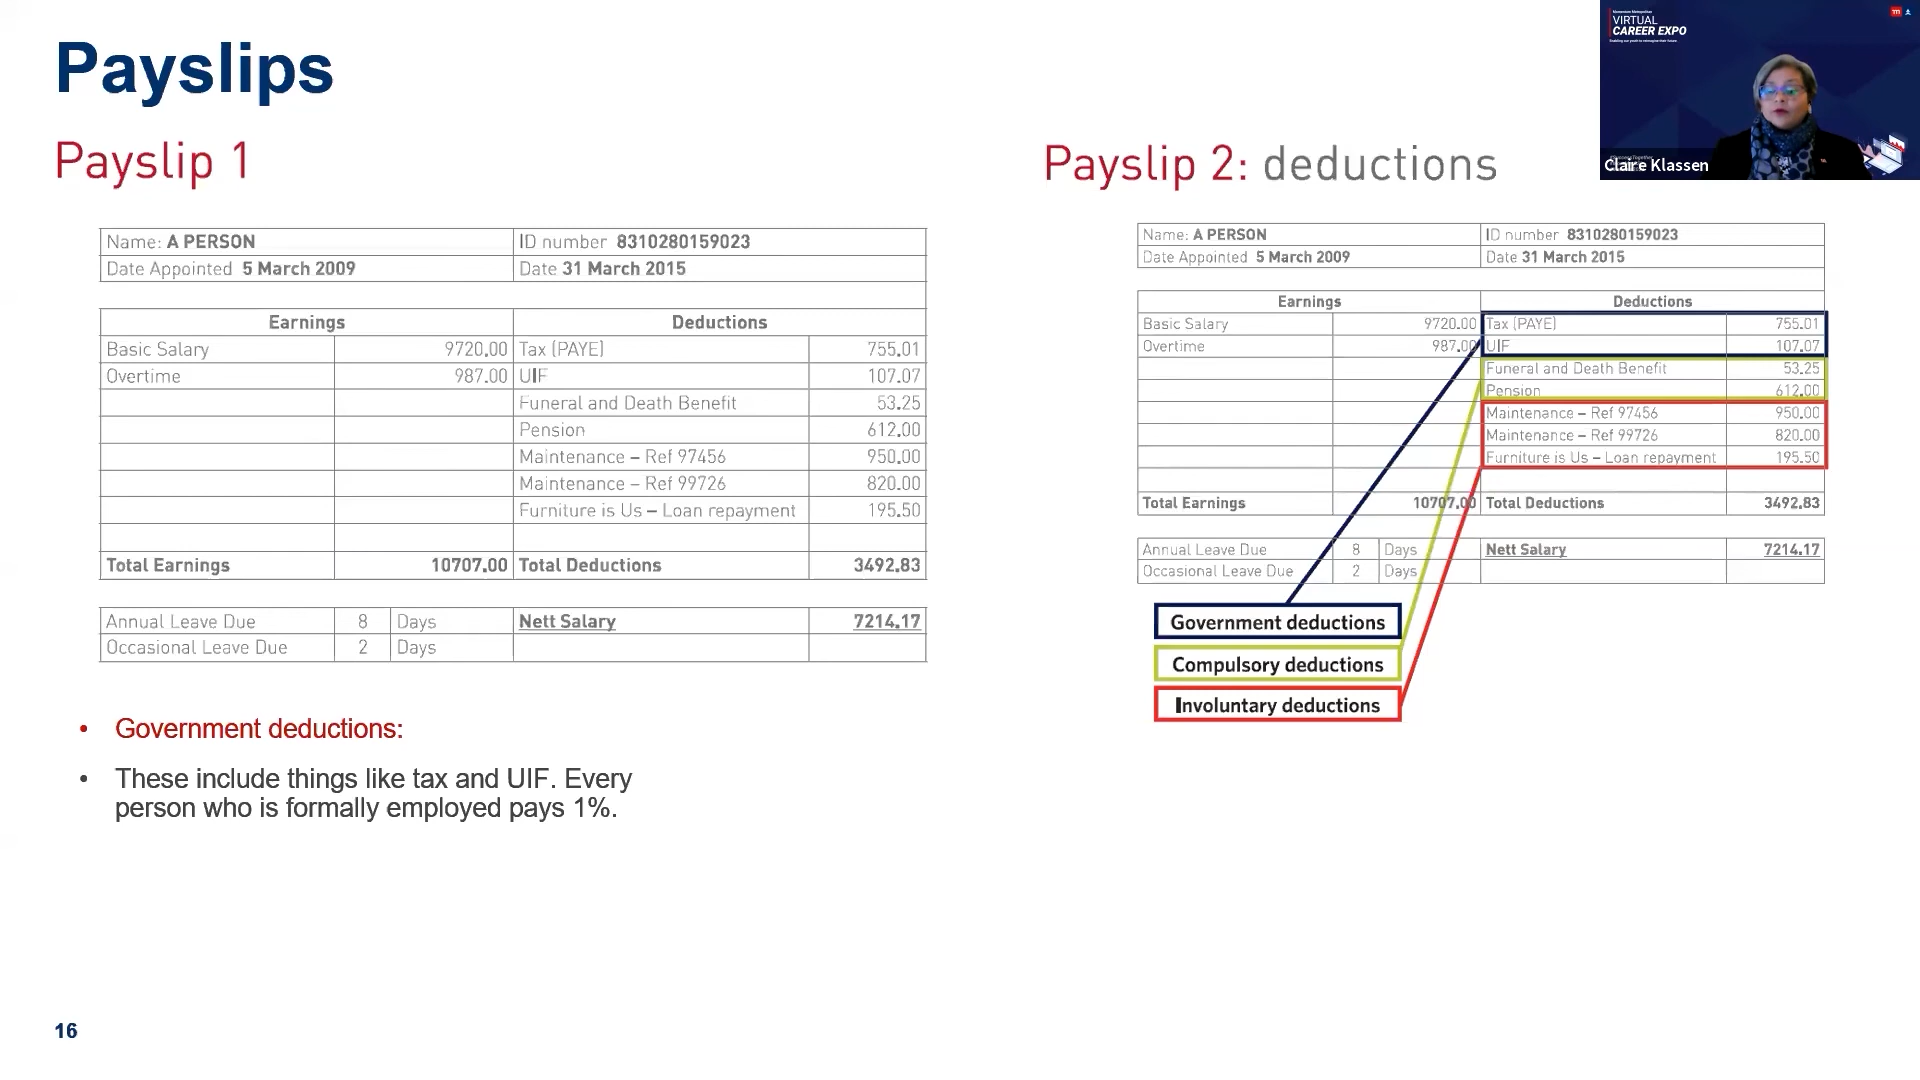 Payslips
Payslip 1
Name: A PERSON ID number 8310280159023
Date Appointed 5 March 2009 Date 31 March 2015
Earnings Deductions
Basic Salary 9720.00 Tax (PAYE) 755.01
Overtime 987.00 UIF 107.07
Funeral and Death Benefit 53.25
Pension 612.00
Maintenance – Ref 97456 950.00
Maintenance – Ref 99726 820.00
Furniture is Us – Loan repayment 195.50
Total Earnings 10707.00 Total Deductions 3492.83
Annual Leave Due 8 Days Nett Salary 7214.17
Occasional Leave Due 2 Days
• Government deductions:
• These include things like tax and UIF. Every
person who is formally employed pays 1%.
16
Payslip 2: deductions
Name: A PERSON ID number 8310280159023
Date Appointed 5 March 2009 Date 31 March 2015
Earnings Deductions
Basic Salary 9720.00 Tax (PAYE) 755.01
Overtime 987.00 UIF 107.07
Funeral and Death Benefit 53.25
Pension 612.00
Maintenance – Ref 97456 950.00
Maintenance – Ref 99726 820.00
Furniture is Us – Loan repayment 195.50
Total Earnings 10707.00 Total Deductions 3492.83
Annual Leave Due 8 Days Nett Salary 7214.17
Occasional Leave Due 2 Days
Government deductions
Compulsory deductions
Involuntary deductions
Momentum Metropolitan
VIRTUAL
CAREER EXPO
Claire Klassen